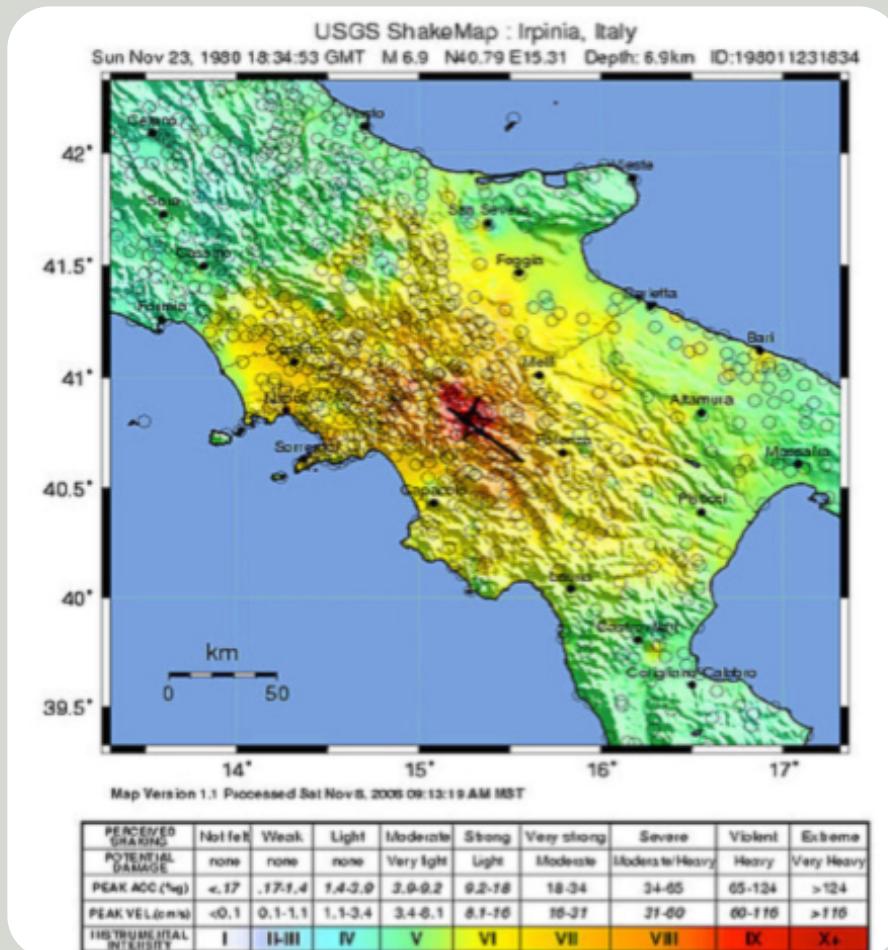 USGS ShakeMap : Irpinia, Italy
Sun Nov 23, 1980 18:34:53 GMT M 6.9 N40.79 E15.31 Depth: 6.9km ID:198011231834
Vasto
42°
Vieste
Sora
San Severo
Cassino
41.5°
Foggia
Formia
Barletta
Bari
41°
Melfi
Altamura
Napoli
Potenza
Massafra
Sorrento
40.5°
Capaccio
Pisticci
40°
Lauria
Castrovillari
km
Corigliano Calabro
0 50
39.5°
14° 15° 16° 17°
Map Version 1.1 Processed Sat Nov 8, 2008 09:13:19 AM MST
PERCEIVED SHAKING Not felt Weak Light Moderate Strong Very strong Severe Violent Extreme
POTENTIAL DAMAGE none none none Very light Light Moderate Moderate/Heavy Heavy Very Heavy
PEAK ACC.(%g) <.17 .17-1.4 1.4-3.9 3.9-9.2 9.2-18 18-34 34-65 65-124 >124
PEAK VEL.(cm/s) <0.1 0.1-1.1 1.1-3.4 3.4-8.1 8.1-16 16-31 31-60 60-116 >116
INSTRUMENTAL INTENSITY I II-III IV V VI VII VIII IX X+